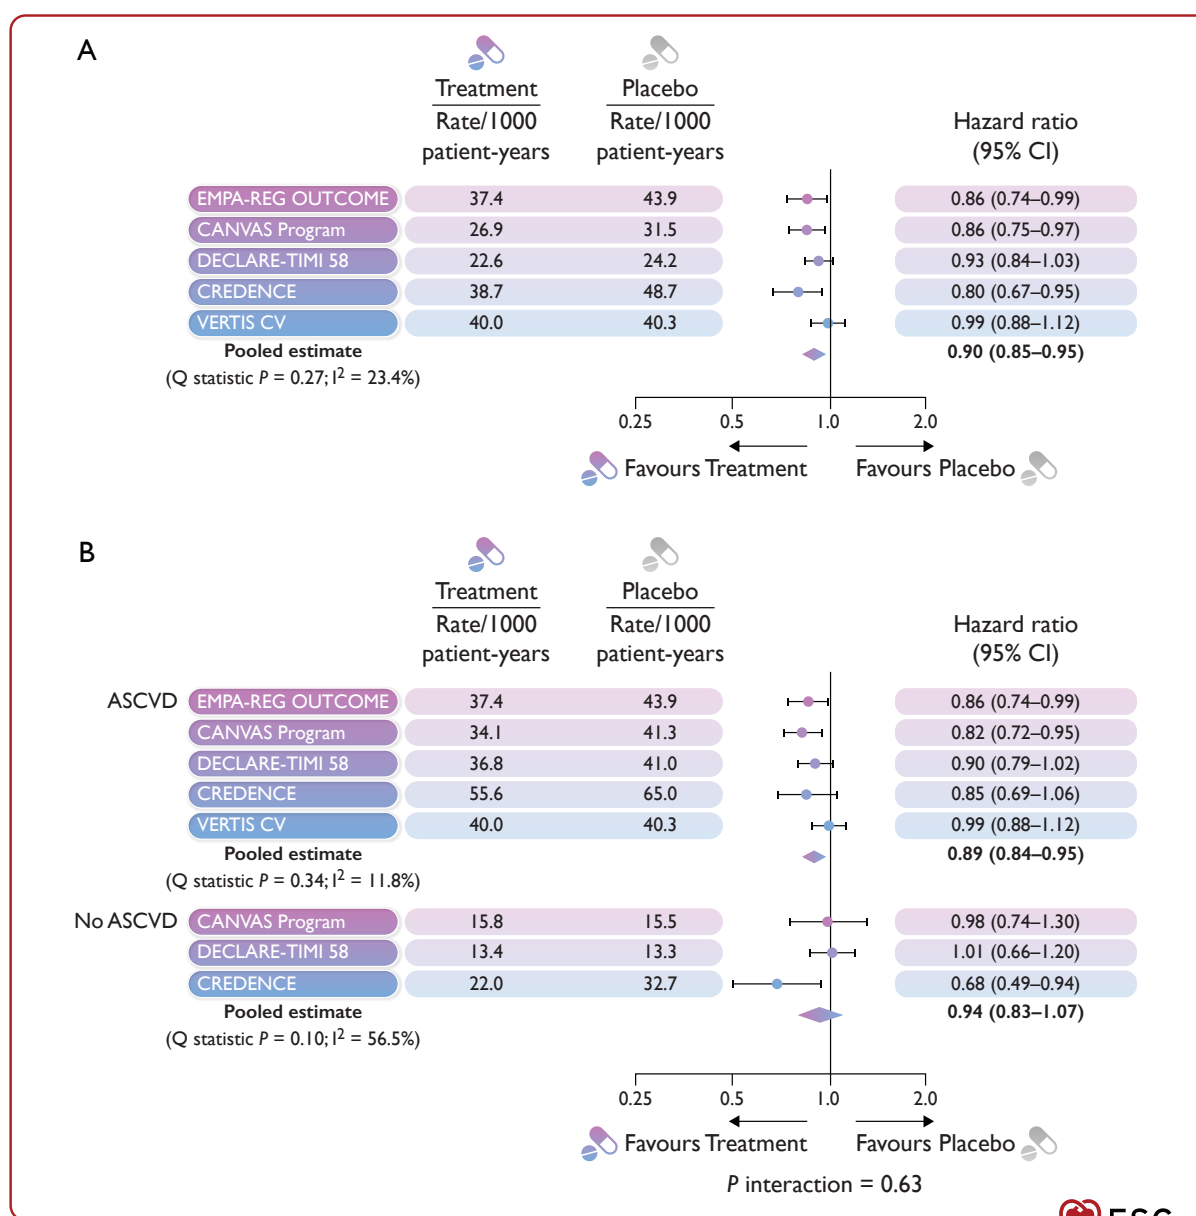 A
Treatment Placebo
Rate/1000 Rate/1000 Hazard ratio
patient-years patient-years (95% CI)
EMPA-REG OUTCOME 37.4 43.9 0.86 (0.74–0.99)
CANVAS Program 26.9 31.5 0.86 (0.75–0.97)
DECLARE-TIMI 58 22.6 24.2 0.93 (0.84–1.03)
CREDENCE 38.7 48.7 0.80 (0.67–0.95)
VERTIS CV 40.0 40.3 0.99 (0.88–1.12)
Pooled estimate 0.90 (0.85–0.95)
(Q statistic P = 0.27; I² = 23.4%)
0.25 0.5 1.0 2.0
Favours Treatment Favours Placebo
B
Treatment Placebo
Rate/1000 Rate/1000 Hazard ratio
patient-years patient-years (95% CI)
ASCVD EMPA-REG OUTCOME 37.4 43.9 0.86 (0.74–0.99)
CANVAS Program 34.1 41.3 0.82 (0.72–0.95)
DECLARE-TIMI 58 36.8 41.0 0.90 (0.79–1.02)
CREDENCE 55.6 65.0 0.85 (0.69–1.06)
VERTIS CV 40.0 40.3 0.99 (0.88–1.12)
Pooled estimate 0.89 (0.84–0.95)
(Q statistic P = 0.34; I² = 11.8%)
No ASCVD CANVAS Program 15.8 15.5 0.98 (0.74–1.30)
DECLARE-TIMI 58 13.4 13.3 1.01 (0.66–1.20)
CREDENCE 22.0 32.7 0.68 (0.49–0.94)
Pooled estimate 0.94 (0.83–1.07)
(Q statistic P = 0.10; I² = 56.5%)
0.25 0.5 1.0 2.0
Favours Treatment Favours Placebo
P interaction = 0.63
ESC